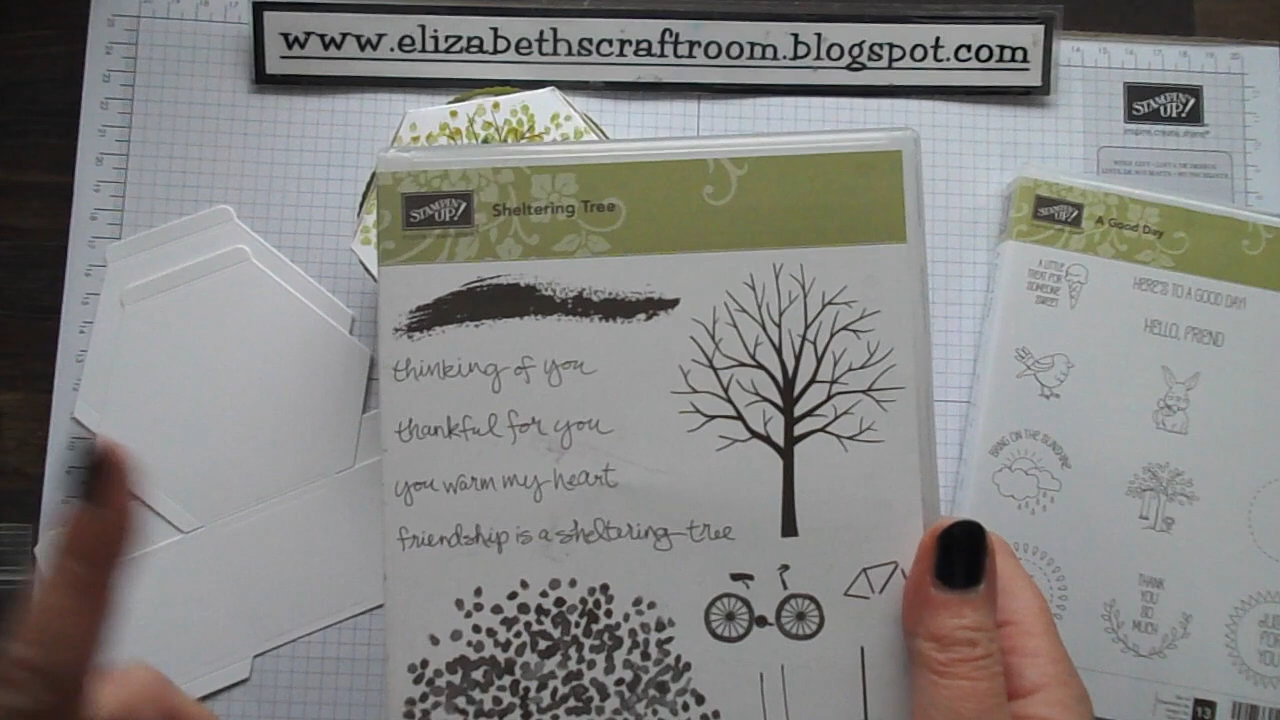 www.elizabethscraftroom.blogspot.com
STAMPIN' UP!
STAMPIN' UP!
Sheltering Tree
thinking of you
thankful for you
you warm my heart
friendship is a sheltering tree
STAMPIN' UP!
A Good Day
A LITTLE
TREAT FOR
SOMEONE
SWEET
HERE'S TO A GOOD DAY!
HELLO, FRIEND
BRING ON THE SUNSHINE
THANK
YOU
SO
MUCH
13